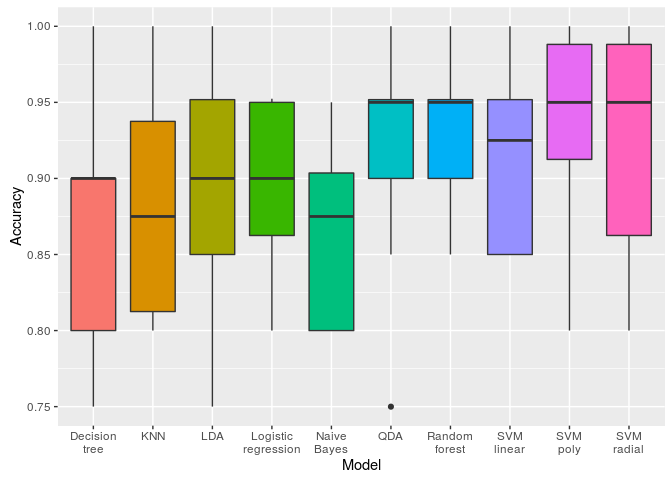 Accuracy
1.00
0.95
0.90
0.85
0.80
0.75
Decision
tree
KNN
LDA
Logistic
regression
Naive
Bayes
QDA
Random
forest
SVM
linear
SVM
poly
SVM
radial
Model